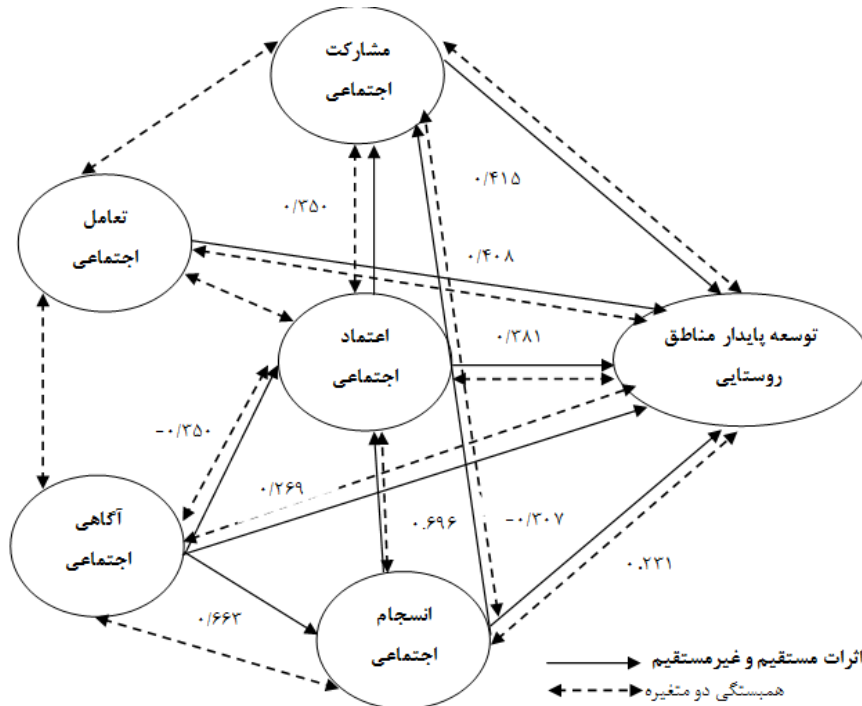 مشارکت
اجتماعی
۰/۳۵۰
۰/۴۱۵
تعامل
اجتماعی
۰/۴۰۸
اعتماد
اجتماعی
۰/۳۸۱
توسعه پایدار مناطق
روستایی
-۰/۳۵۰
۰/۲۶۹
آگاهی
اجتماعی
۰.۶۹۶
-۰/۳۰۷
۰.۲۳۱
۰/۶۶۳
انسجام
اجتماعی
اثرات مستقیم و غیرمستقیم
همبستگی دو متغیره